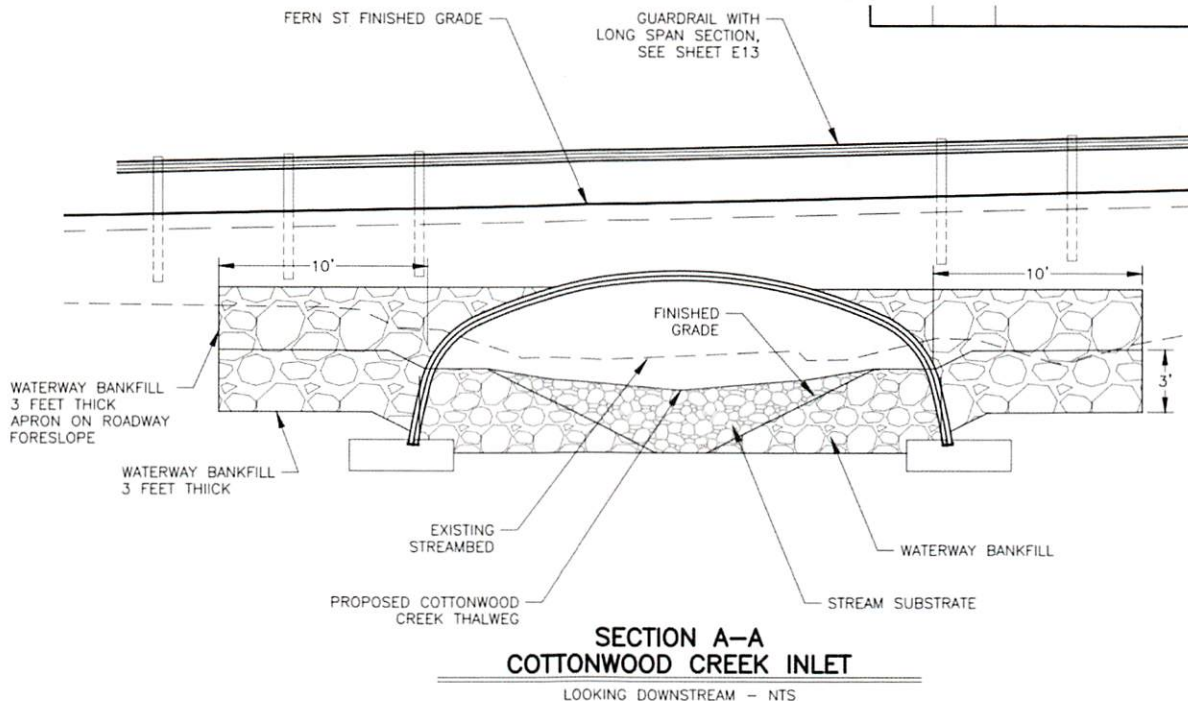 FERN ST FINISHED GRADE
GUARDRAIL WITH
LONG SPAN SECTION,
SEE SHEET E13
10'
10'
FINISHED
GRADE
3'
WATERWAY BANKFILL
3 FEET THICK
APRON ON ROADWAY
FORESLOPE
WATERWAY BANKFILL
3 FEET THIICK
EXISTING
STREAMBED
WATERWAY BANKFILL
PROPOSED COTTONWOOD
CREEK THALWEG
STREAM SUBSTRATE
SECTION A–A
COTTONWOOD CREEK INLET
LOOKING DOWNSTREAM – NTS